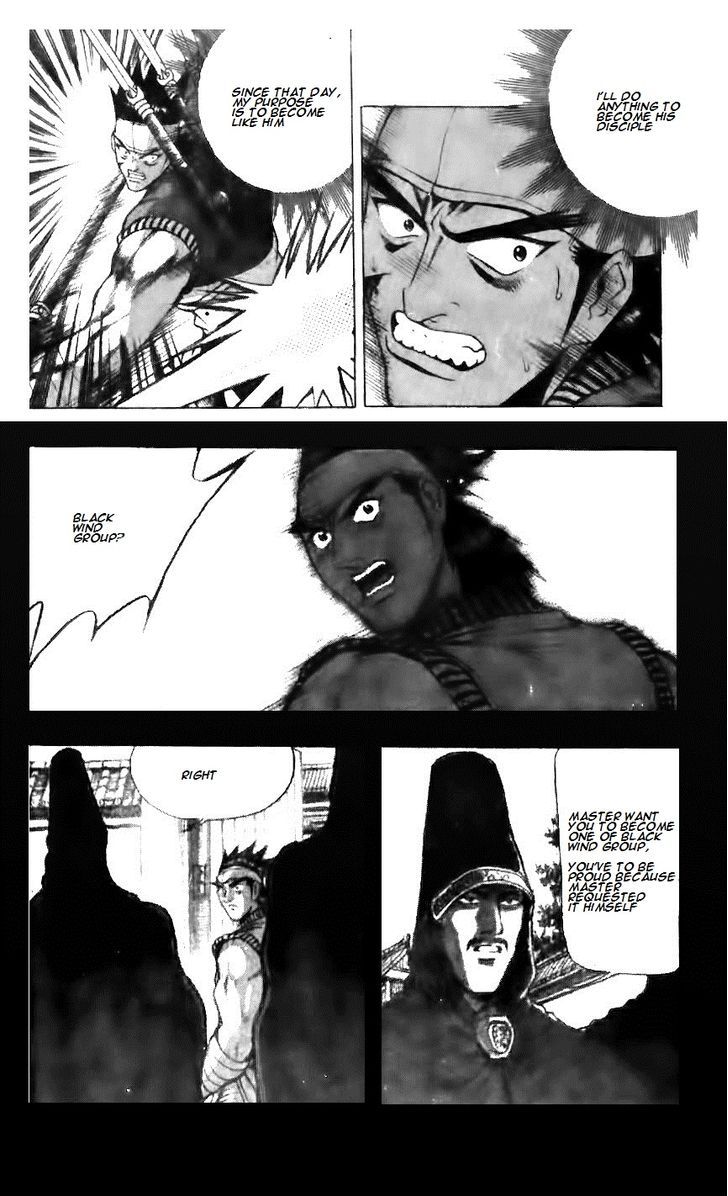 SINCE THAT DAY,
MY PURPOSE
IS TO BECOME
LIKE HIM
I'LL DO
ANYTHING TO
BECOME HIS
DISCIPLE
BLACK
WIND
GROUP?
RIGHT
MASTER WANT
YOU TO BECOME
ONE OF BLACK
WIND GROUP,
YOU'VE TO BE
PROUD BECAUSE
MASTER
REQUESTED
IT HIMSELF